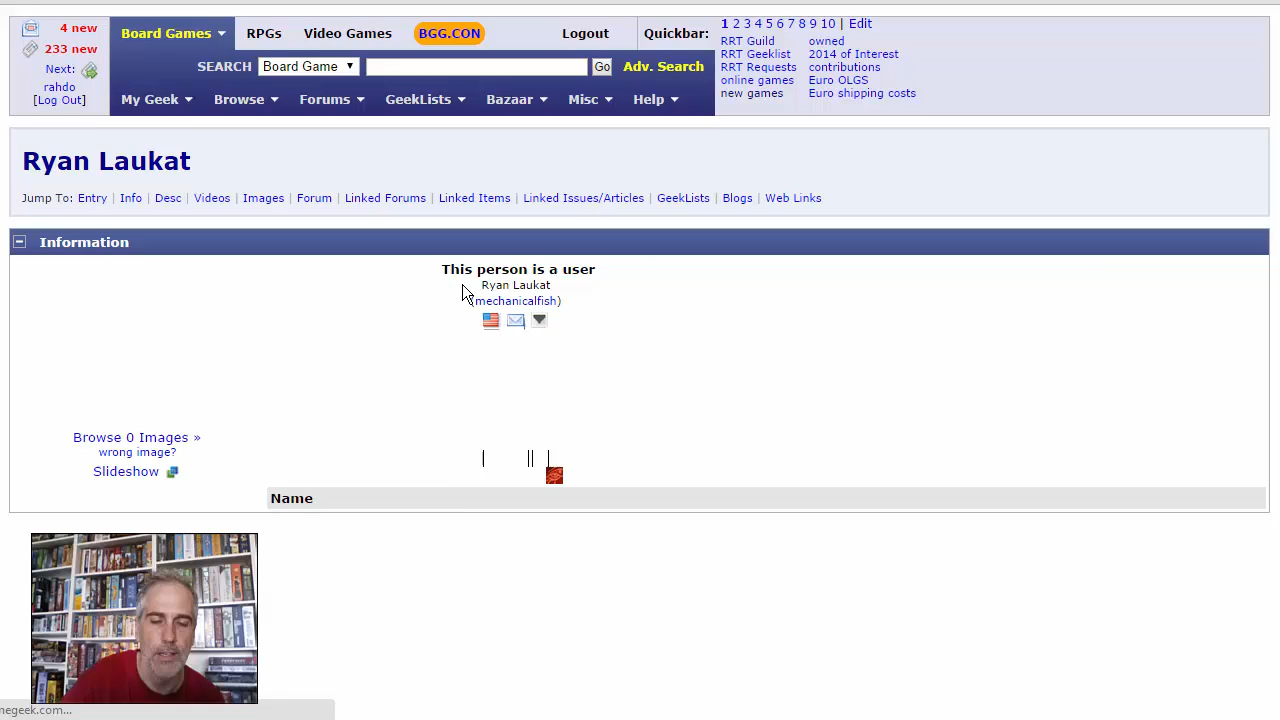 4 new
233 new
Next:
rahdo
[Log Out]
Board Games RPGs Video Games BGG.CON Logout Quickbar:
SEARCH Board Game Go Adv. Search
My Geek Browse Forums GeekLists Bazaar Misc Help
1 2 3 4 5 6 7 8 9 10 | Edit
RRT Guild owned
RRT Geeklist 2014 of Interest
RRT Requests contributions
online games Euro OLGS
new games Euro shipping costs
Ryan Laukat
Jump To: Entry | Info | Desc | Videos | Images | Forum | Linked Forums | Linked Items | Linked Issues/Articles | GeekLists | Blogs | Web Links
Information
This person is a user
Ryan Laukat
(mechanicalfish)
Browse 0 Images »
wrong image?
Slideshow
Name
negeek.com...